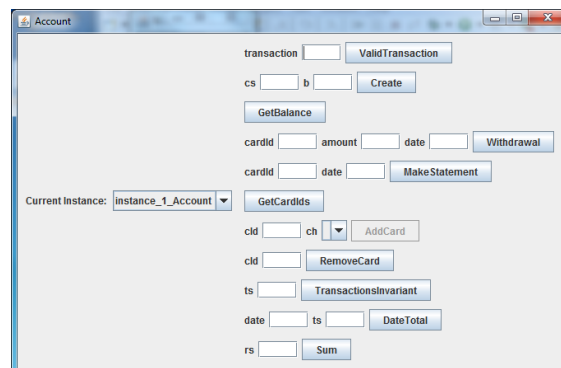 Account
transaction ValidTransaction
cs b Create
GetBalance
cardId amount date Withdrawal
cardId date MakeStatement
Current Instance: instance_1_Account GetCardIds
cId ch AddCard
cId RemoveCard
ts TransactionsInvariant
date ts DateTotal
rs Sum